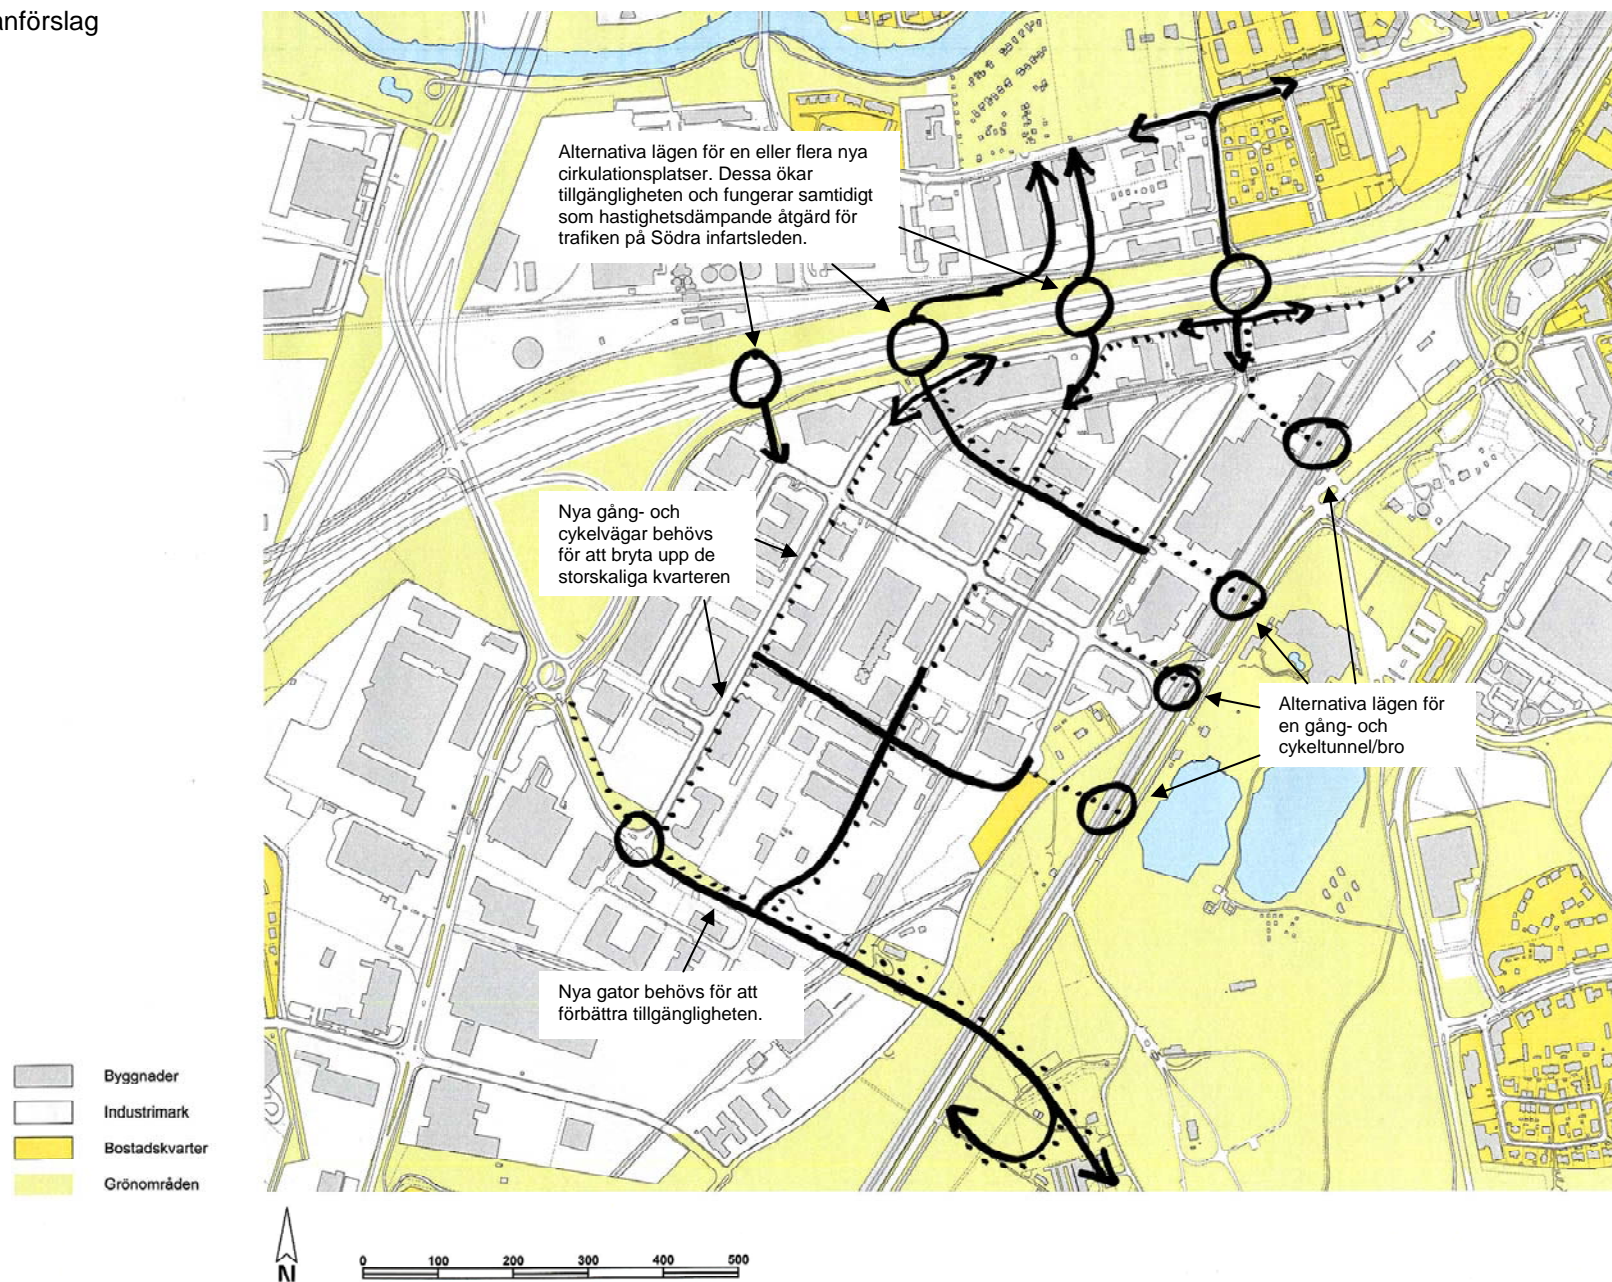 anförslag
Alternativa lägen för en eller flera nya
cirkulationsplatser. Dessa ökar
tillgängligheten och fungerar samtidigt
som hastighetsdämpande åtgärd för
trafiken på Södra infartsleden.
Nya gång- och
cykelvägar behövs
för att bryta upp de
storskaliga kvarteren
Alternativa lägen för
en gång- och
cykeltunnel/bro
Nya gator behövs för att
förbättra tillgängligheten.
Byggnader
Industrimark
Bostadskvarter
Grönområden
N
0 100 200 300 400 500